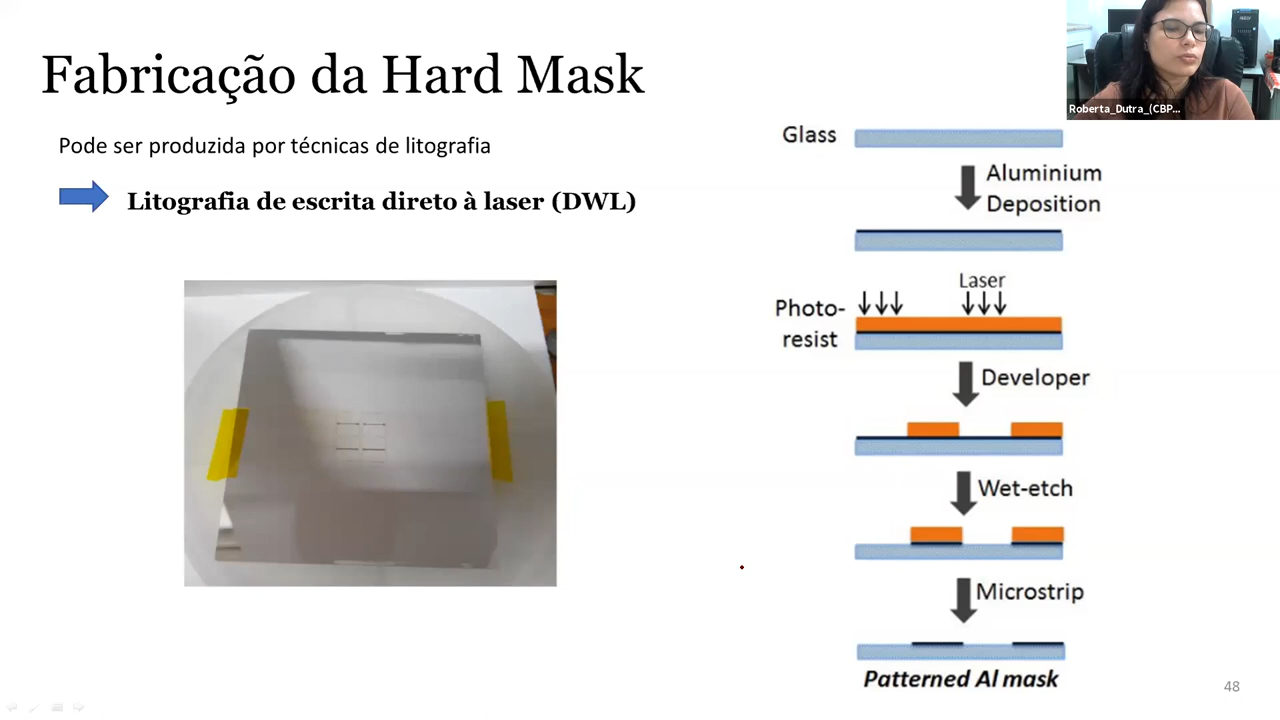 Fabricação da Hard Mask
Pode ser produzida por técnicas de litografia
Litografia de escrita direto à laser (DWL)
Roberta_Dutra_(CBP...
Glass
Aluminium
Deposition
Laser
Photo-
resist
Developer
Wet-etch
Microstrip
Patterned Al mask
48